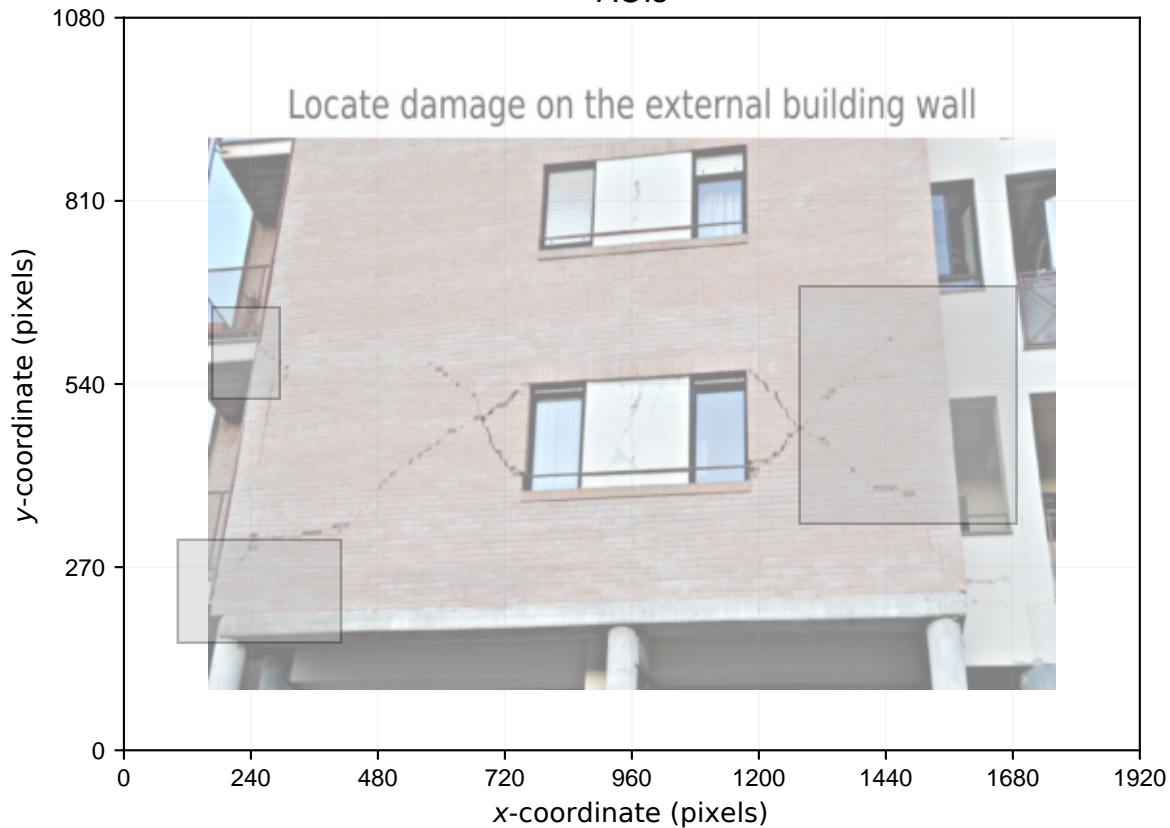 AOIs
1080
Locate damage on the external building wall
810
540
270
0
0 240 480 720 960 1200 1440 1680 1920
y-coordinate (pixels)
x-coordinate (pixels)